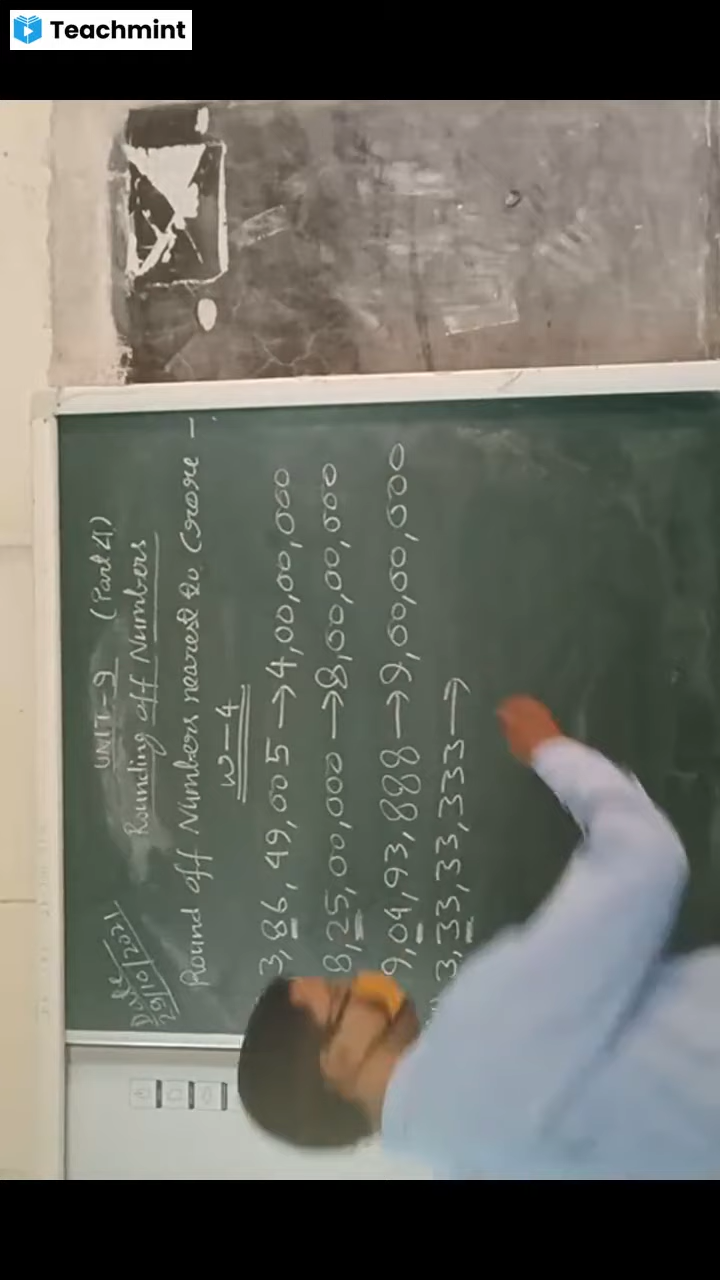 Teachmint
Date
29/10/2021
UNIT-9 (Part 4)
Rounding off Numbers
Round off Numbers nearest to Crore -
W-4
3,86,49,005 → 4,00,00,000
8,25,00,000 → 8,00,00,000
9,04,93,888 → 9,00,00,000
3,33,33,333 →